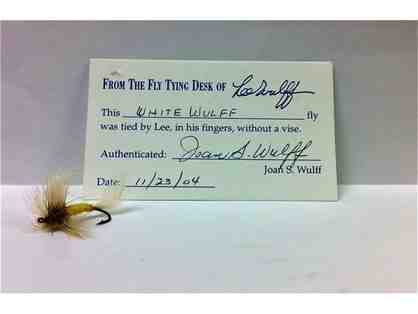 FROM THE FLY TYING DESK OF Lee Wulff
This WHITE WULFF fly
was tied by Lee, in his fingers, without a vise.
Authenticated: Joan S. Wulff
Joan S. Wulff
Date: 11/23/04